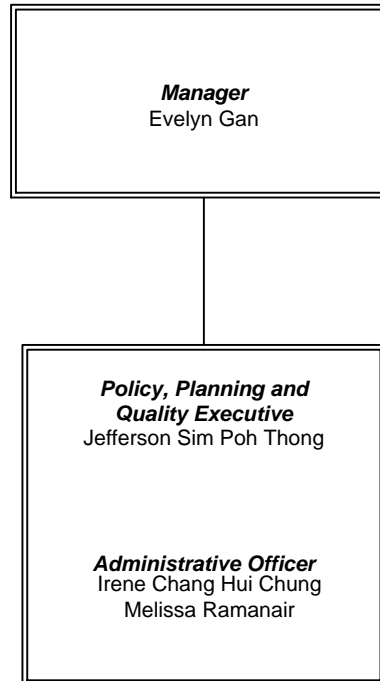 Manager
Evelyn Gan
Policy, Planning and
Quality Executive
Jefferson Sim Poh Thong
Administrative Officer
Irene Chang Hui Chung
Melissa Ramanair